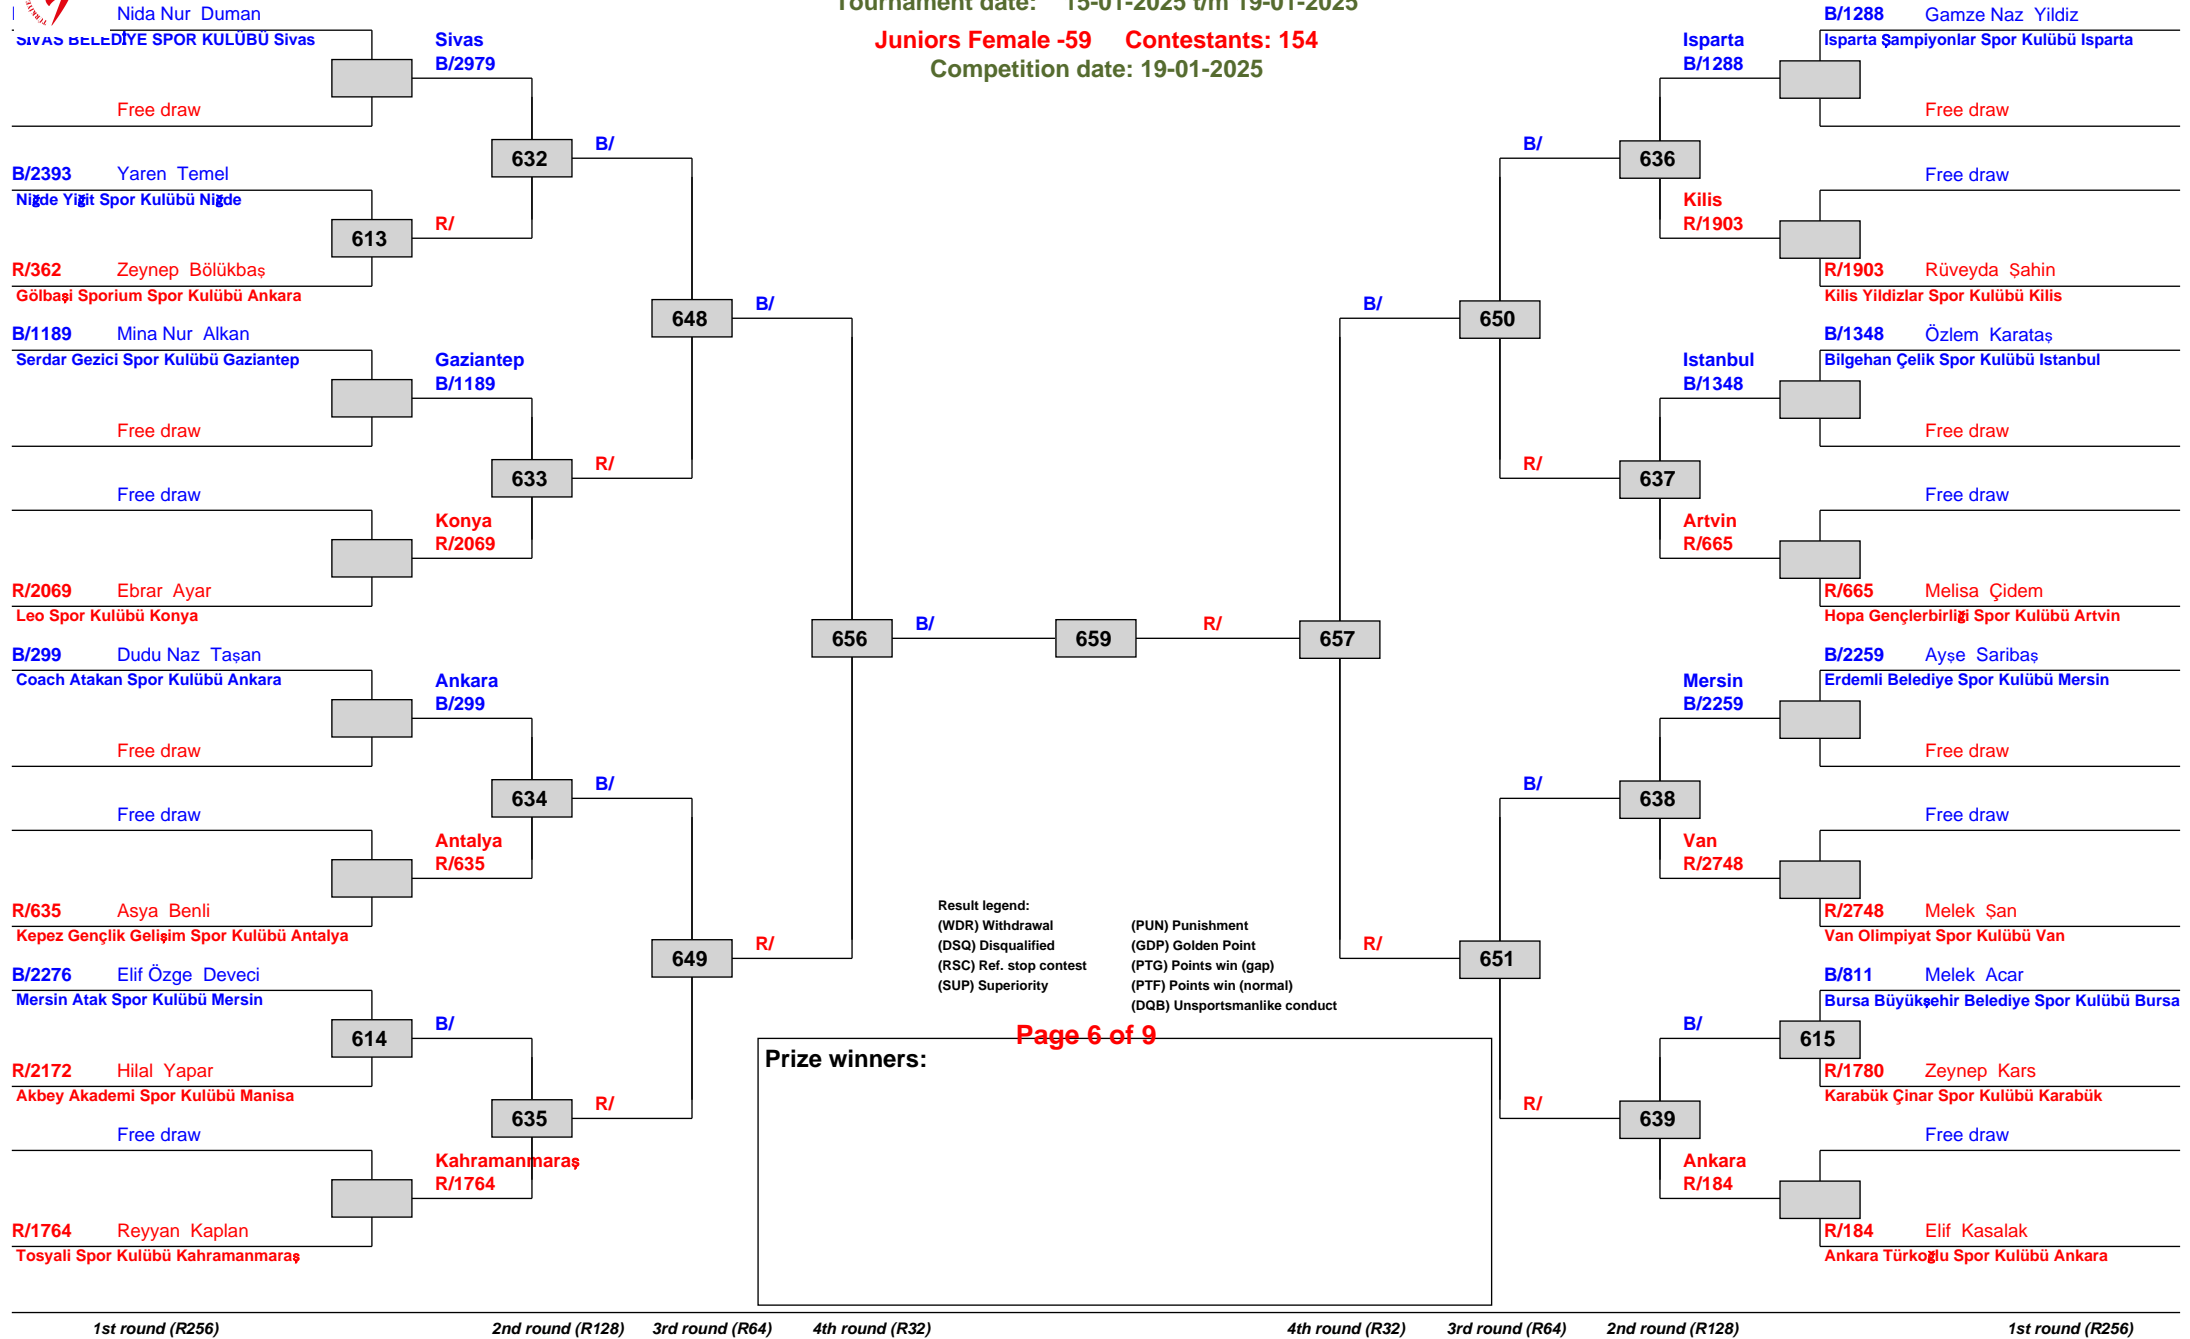 Tournament date: 15-01-2025 t/m 19-01-2025
Juniors Female -59 Contestants: 154
Competition date: 19-01-2025
Nida Nur Duman
SİVAS BELEDİYE SPOR KULÜBÜ Sivas
Free draw
Sivas
B/2979
632
B/
B/2393 Yaren Temel
Niğde Yiğit Spor Kulübü Niğde
613
R/
R/362 Zeynep Bölükbaş
Gölbaşi Sporium Spor Kulübü Ankara
648
B/
B/1189 Mina Nur Alkan
Serdar Gezici Spor Kulübü Gaziantep
Gaziantep
B/1189
Free draw
633
R/
Free draw
Konya
R/2069
R/2069 Ebrar Ayar
Leo Spor Kulübü Konya
656
B/
659
R/
657
B/299 Dudu Naz Taşan
Coach Atakan Spor Kulübü Ankara
Ankara
B/299
Free draw
634
B/
Free draw
Antalya
R/635
R/635 Asya Benli
Kepez Gençlik Gelişim Spor Kulübü Antalya
649
R/
B/2276 Elif Özge Deveci
Mersin Atak Spor Kulübü Mersin
614
B/
R/2172 Hilal Yapar
Akbey Akademi Spor Kulübü Manisa
635
R/
Free draw
Kahramanmaraş
R/1764
R/1764 Reyyan Kaplan
Tosyali Spor Kulübü Kahramanmaraş
B/1288 Gamze Naz Yildiz
Isparta Şampiyonlar Spor Kulübü Isparta
Isparta
B/1288
Free draw
B/
636
Free draw
Kilis
R/1903
R/1903 Rüveyda Şahin
Kilis Yildizlar Spor Kulübü Kilis
B/
650
B/1348 Özlem Karataş
Bilgehan Çelik Spor Kulübü Istanbul
Istanbul
B/1348
Free draw
R/
637
Free draw
Artvin
R/665
R/665 Melisa Çidem
Hopa Gençlerbirliği Spor Kulübü Artvin
B/2259 Ayşe Saribaş
Erdemli Belediye Spor Kulübü Mersin
Mersin
B/2259
Free draw
B/
638
Free draw
Van
R/2748
R/2748 Melek Şan
Van Olimpiyat Spor Kulübü Van
R/
651
B/811 Melek Acar
Bursa Büyükşehir Belediye Spor Kulübü Bursa
B/
615
R/1780 Zeynep Kars
Karabük Çinar Spor Kulübü Karabük
R/
639
Free draw
Ankara
R/184
R/184 Elif Kasalak
Ankara Türkoğlu Spor Kulübü Ankara
Result legend:
(WDR) Withdrawal (PUN) Punishment
(DSQ) Disqualified (GDP) Golden Point
(RSC) Ref. stop contest (PTG) Points win (gap)
(SUP) Superiority (PTF) Points win (normal)
(DQB) Unsportsmanlike conduct
Page 6 of 9
Prize winners:
1st round (R256) 2nd round (R128) 3rd round (R64) 4th round (R32) 4th round (R32) 3rd round (R64) 2nd round (R128) 1st round (R256)